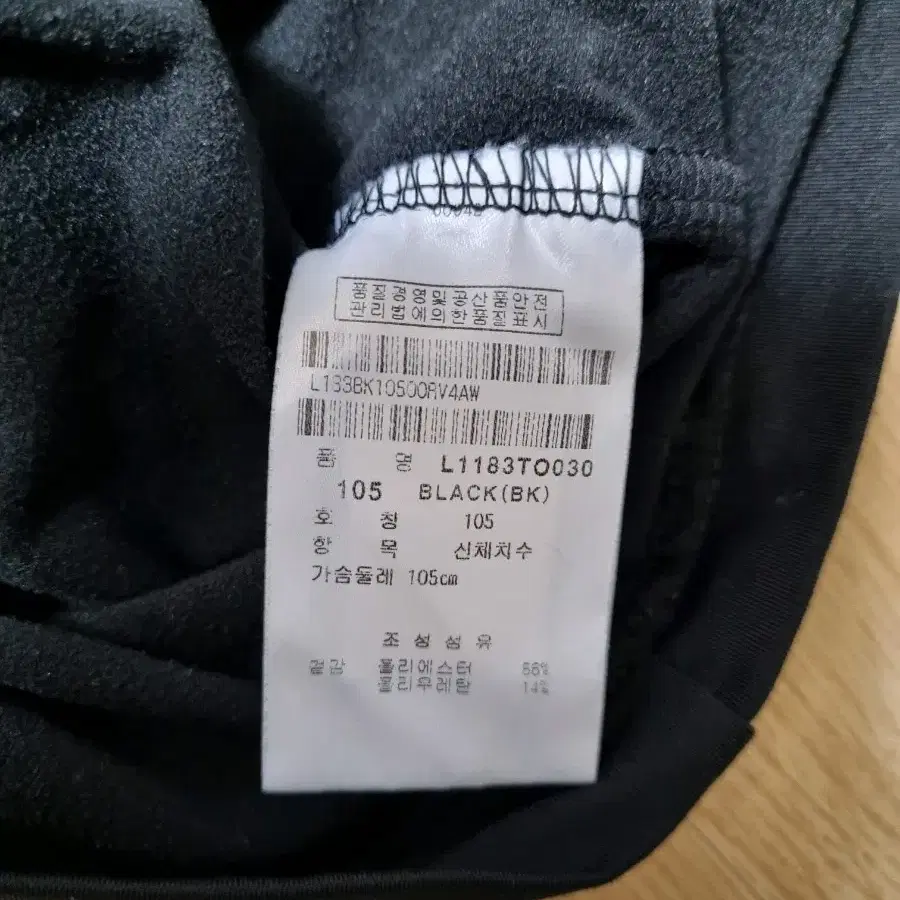 품질경영및공산품안전
관리법에의한품질표시
품 명 L1183TO030
105 BLACK(BK)
호 칭 105
항 목 신체치수
가슴둘레 105cm
조성섬유
겉감 폴리에스터
폴리우레탄 14%